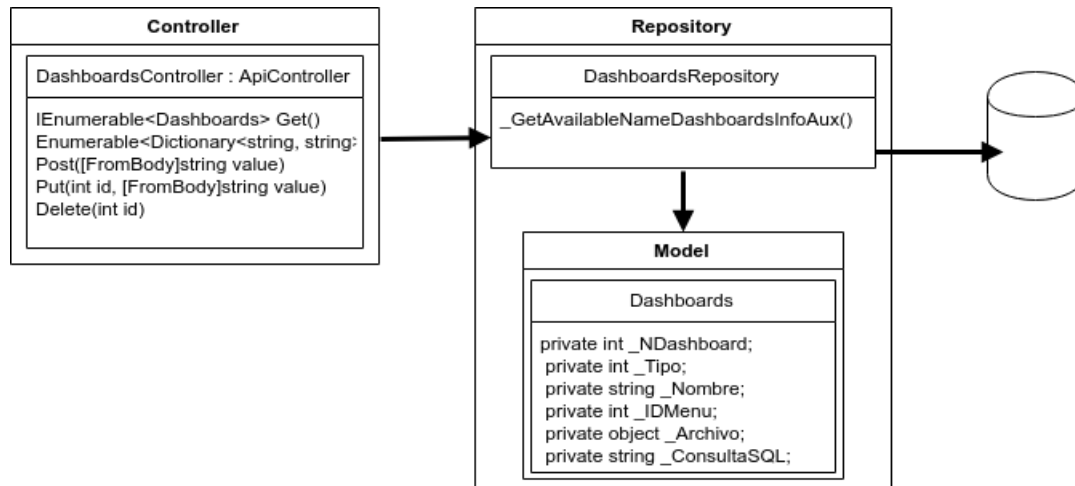 Controller
DashboardsController : ApiController
IEnumerable<Dashboards> Get()
Enumerable<Dictionary<string, string>
Post([FromBody]string value)
Put(int id, [FromBody]string value)
Delete(int id)
Repository
DashboardsRepository
_GetAvailableNameDashboardsInfoAux()
Model
Dashboards
private int _NDashboard;
private int _Tipo;
private string _Nombre;
private int _IDMenu;
private object _Archivo;
private string _ConsultaSQL;